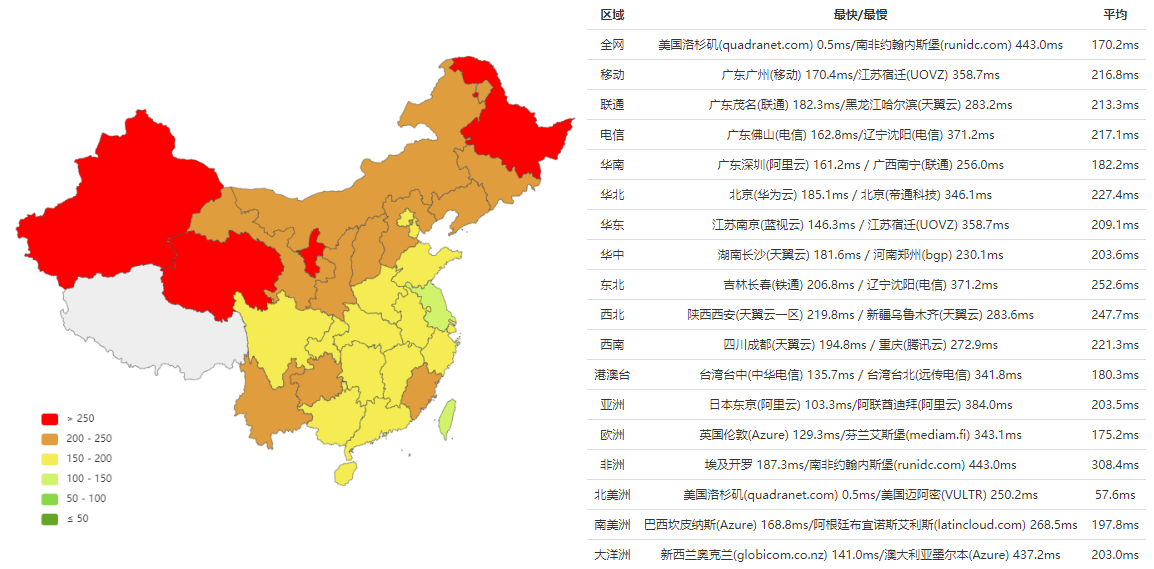 区域 最快/最慢 平均
全网 美国洛杉矶(quadranet.com) 0.5ms/南非约翰内斯堡(runidc.com) 443.0ms 170.2ms
移动 广东广州(移动) 170.4ms/江苏宿迁(UOVZ) 358.7ms 216.8ms
联通 广东茂名(联通) 182.3ms/黑龙江哈尔滨(天翼云) 283.2ms 213.3ms
电信 广东佛山(电信) 162.8ms/辽宁沈阳(电信) 371.2ms 217.1ms
华南 广东深圳(阿里云) 161.2ms / 广西南宁(联通) 256.0ms 182.2ms
华北 北京(华为云) 185.1ms / 北京(帝通科技) 346.1ms 227.4ms
华东 江苏南京(蓝视云) 146.3ms / 江苏宿迁(UOVZ) 358.7ms 209.1ms
华中 湖南长沙(天翼云) 181.6ms / 河南郑州(bgp) 230.1ms 203.6ms
东北 吉林长春(铁通) 206.8ms / 辽宁沈阳(电信) 371.2ms 252.6ms
西北 陕西西安(天翼云一区) 219.8ms / 新疆乌鲁木齐(天翼云) 283.6ms 247.7ms
西南 四川成都(天翼云) 194.8ms / 重庆(腾讯云) 272.9ms 221.3ms
港澳台 台湾台中(中华电信) 135.7ms / 台湾台北(远传电信) 341.8ms 180.3ms
亚洲 日本东京(阿里云) 103.3ms/阿联酋迪拜(阿里云) 384.0ms 203.5ms
欧洲 英国伦敦(Azure) 129.3ms/芬兰艾斯堡(mediam.fi) 343.1ms 175.2ms
非洲 埃及开罗 187.3ms/南非约翰内斯堡(runidc.com) 443.0ms 308.4ms
北美洲 美国洛杉矶(quadranet.com) 0.5ms/美国迈阿密(VULTR) 250.2ms 57.6ms
南美洲 巴西坎皮纳斯(Azure) 168.8ms/阿根廷布宜诺斯艾利斯(latincloud.com) 268.5ms 197.8ms
大洋洲 新西兰奥克兰(globicom.co.nz) 141.0ms/澳大利亚墨尔本(Azure) 437.2ms 203.0ms
> 250
200 - 250
150 - 200
100 - 150
50 - 100
≤ 50